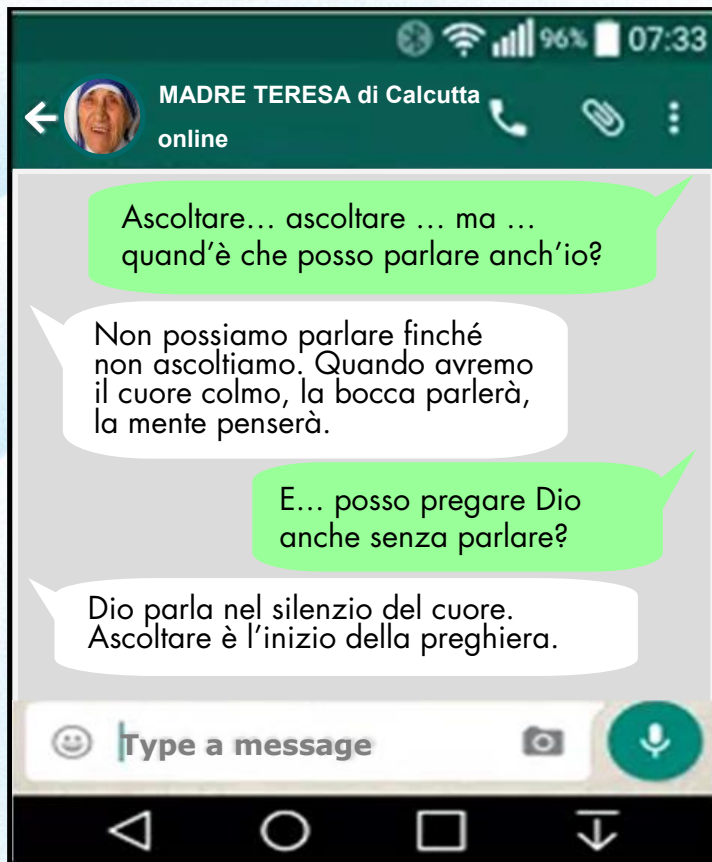 96% 07:33
MADRE TERESA di Calcutta
online
Ascoltare... ascoltare ... ma ...
quand'è che posso parlare anch'io?
Non possiamo parlare finché
non ascoltiamo. Quando avremo
il cuore colmo, la bocca parlerà,
la mente penserà.
E... posso pregare Dio
anche senza parlare?
Dio parla nel silenzio del cuore.
Ascoltare è l'inizio della preghiera.
Type a message